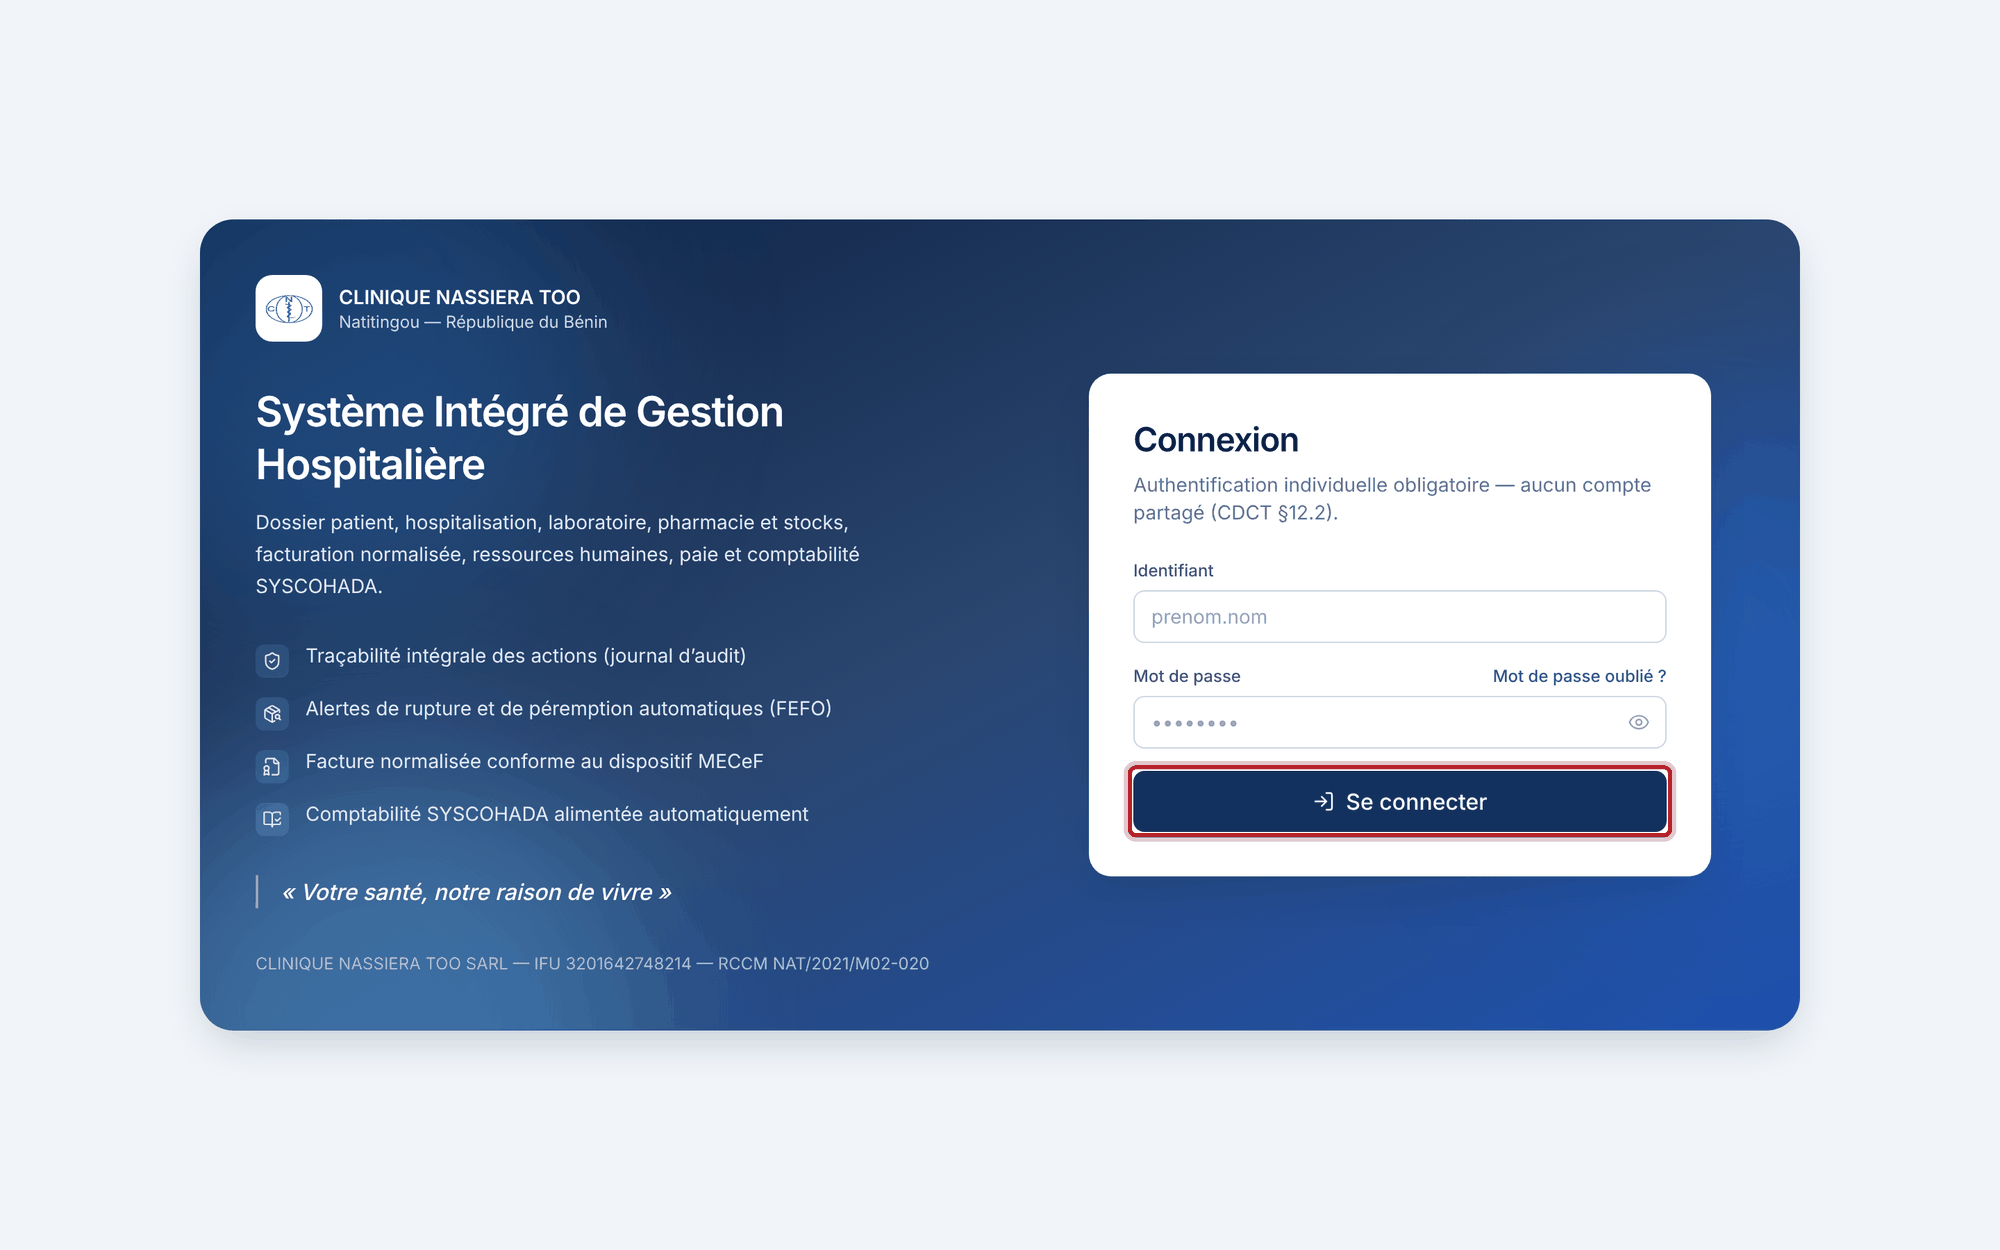 C N T
CLINIQUE NASSIERA TOO
Natitingou — République du Bénin
Système Intégré de Gestion
Hospitalière
Dossier patient, hospitalisation, laboratoire, pharmacie et stocks,
facturation normalisée, ressources humaines, paie et comptabilité
SYSCOHADA.
Traçabilité intégrale des actions (journal d’audit)
Alertes de rupture et de péremption automatiques (FEFO)
Facture normalisée conforme au dispositif MECeF
Comptabilité SYSCOHADA alimentée automatiquement
« Votre santé, notre raison de vivre »
CLINIQUE NASSIERA TOO SARL — IFU 3201642748214 — RCCM NAT/2021/M02-020
Connexion
Authentification individuelle obligatoire — aucun compte
partagé (CDCT §12.2).
Identifiant
prenom.nom
Mot de passe
Mot de passe oublié ?
••••••••
Se connecter